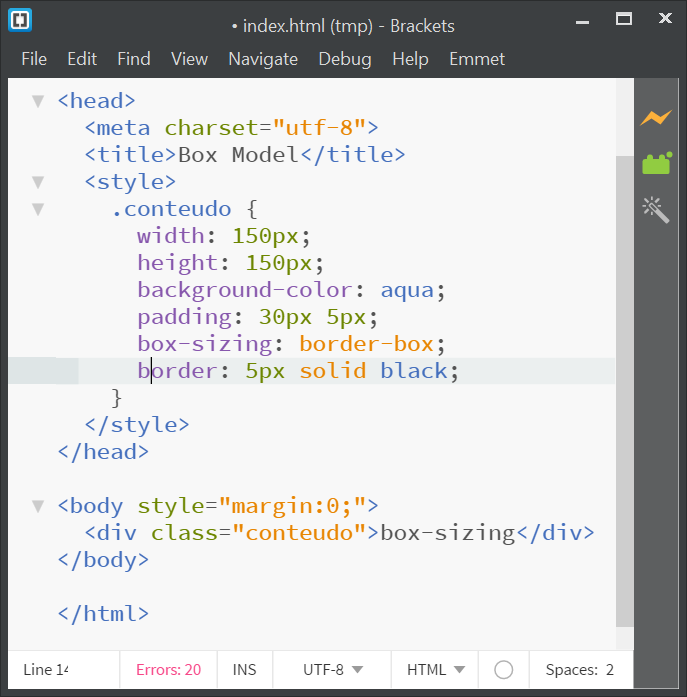 • index.html (tmp) - Brackets
File Edit Find View Navigate Debug Help Emmet
<head>
<meta charset="utf-8">
<title>Box Model</title>
<style>
.conteudo {
width: 150px;
height: 150px;
background-color: aqua;
padding: 30px 5px;
box-sizing: border-box;
border: 5px solid black;
}
</style>
</head>
<body style="margin:0;">
<div class="conteudo">box-sizing</div>
</body>
</html>
Line 14 Errors: 20 INS UTF-8 HTML Spaces: 2